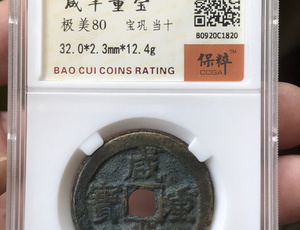 咸丰重宝
极美80 宝巩 当十
32.0*2.3mm*12.4g
B0920C1820
保粹
CCGA
BAO CUI COINS RATING
咸
寳 重
豐